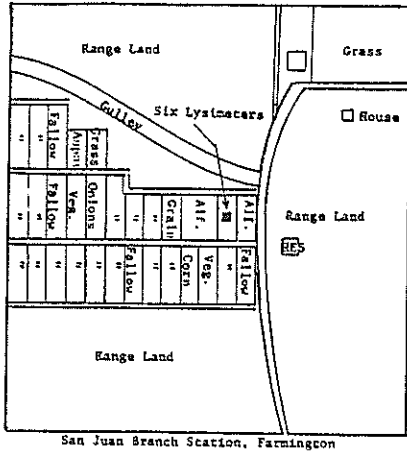 Range Land
Grass
Gulley
Six Lysimeters
House
Fallow
Grass
" " Fallow Veg. Onions " " " Grain Alf. Alf.
Range Land
HES
" " " " " Fallow " " Corn Veg. " Fallow
Range Land
San Juan Branch Station, Farmington